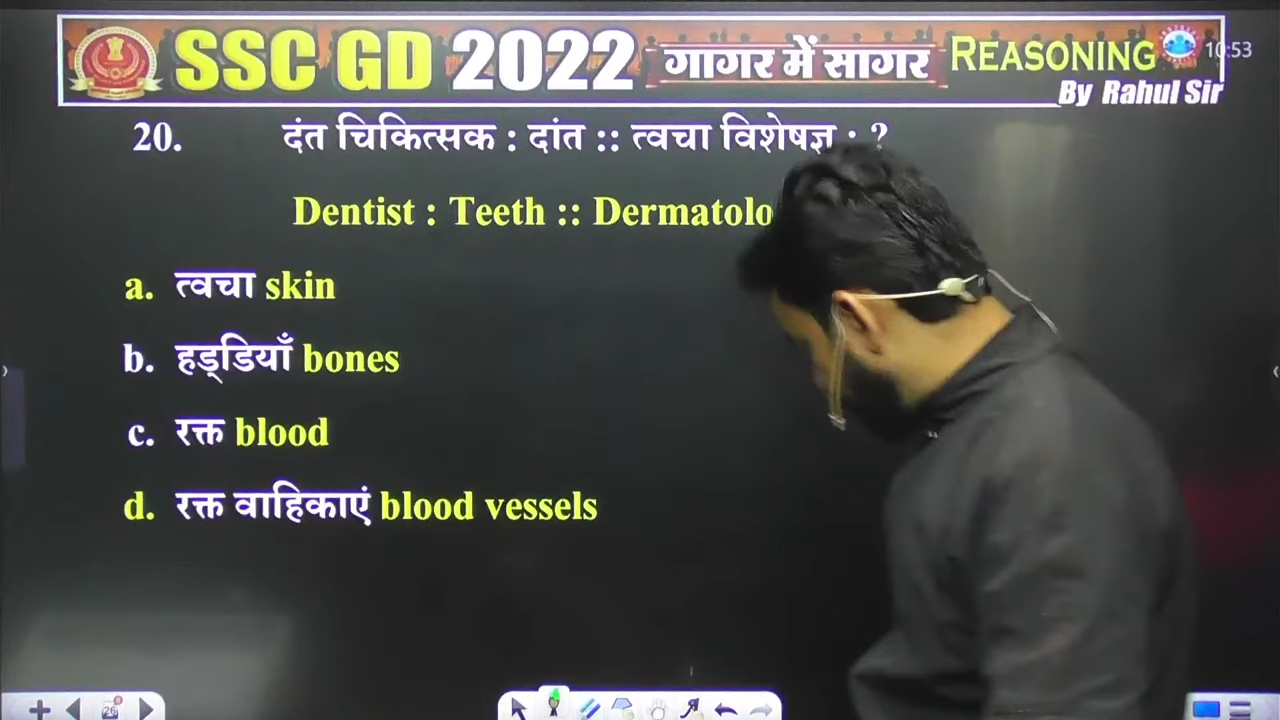 SSC GD 2022 गागर में सागर REASONING 10:53
By Rahul Sir
20. दंत चिकित्सक : दांत :: त्वचा विशेषज्ञ : ?
Dentist : Teeth :: Dermatolo
a. त्वचा skin
b. हड्डियाँ bones
c. रक्त blood
d. रक्त वाहिकाएं blood vessels